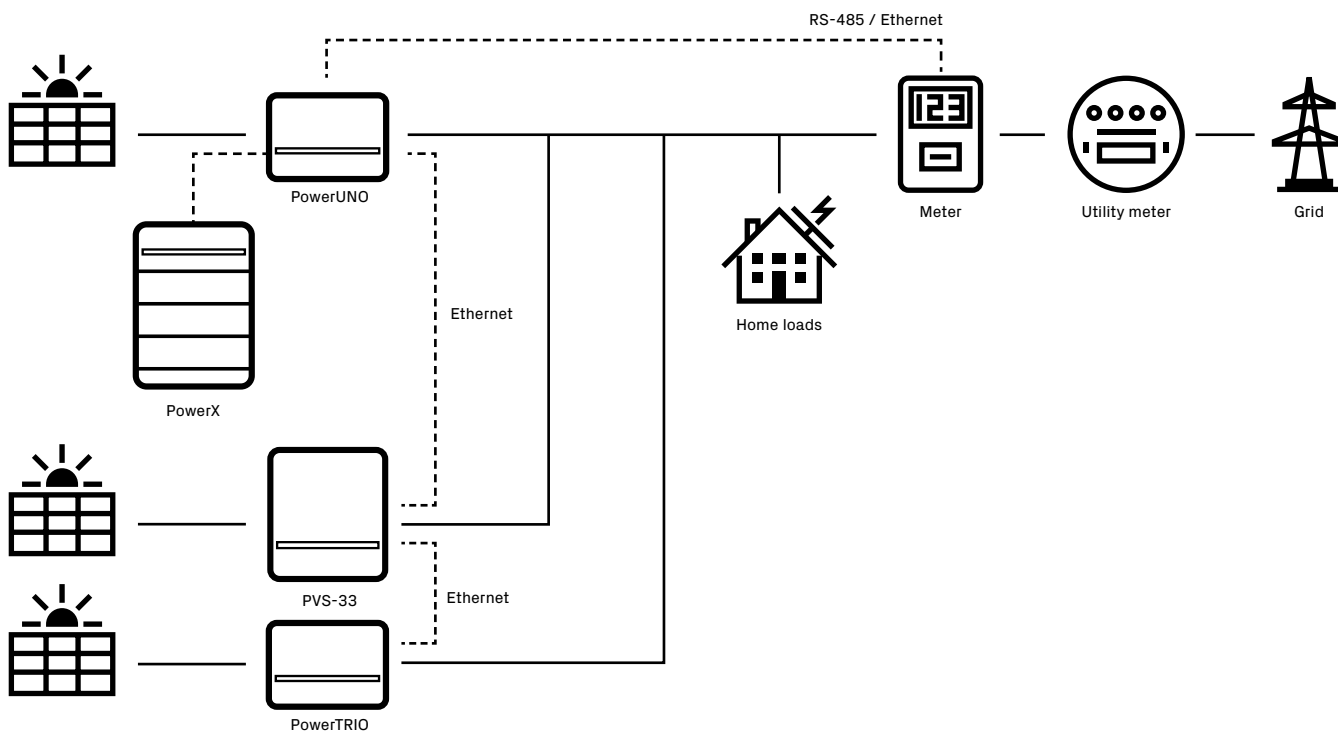 RS-485 / Ethernet
123
PowerUNO
Meter
Utility meter
Grid
Ethernet
Home loads
PowerX
PVS-33
Ethernet
PowerTRIO